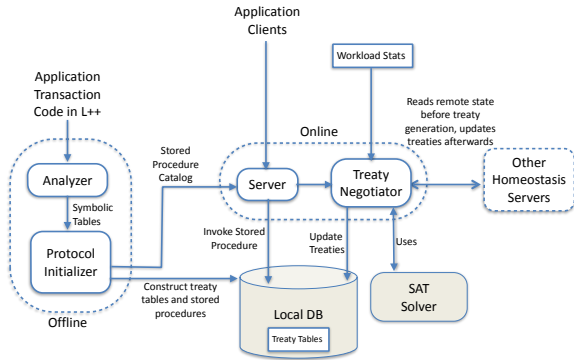 Application
Clients
Workload Stats
Application
Transaction
Code in L++
Reads remote state
before treaty
generation, updates
treaties afterwards
Online
Stored
Procedure
Catalog
Analyzer
Server
Treaty
Negotiator
Other
Homeostasis
Servers
Symbolic
Tables
Invoke Stored
Procedure
Update
Treaties
Uses
Protocol
Initializer
Construct treaty
tables and stored
procedures
Offline
Local DB
Treaty Tables
SAT
Solver